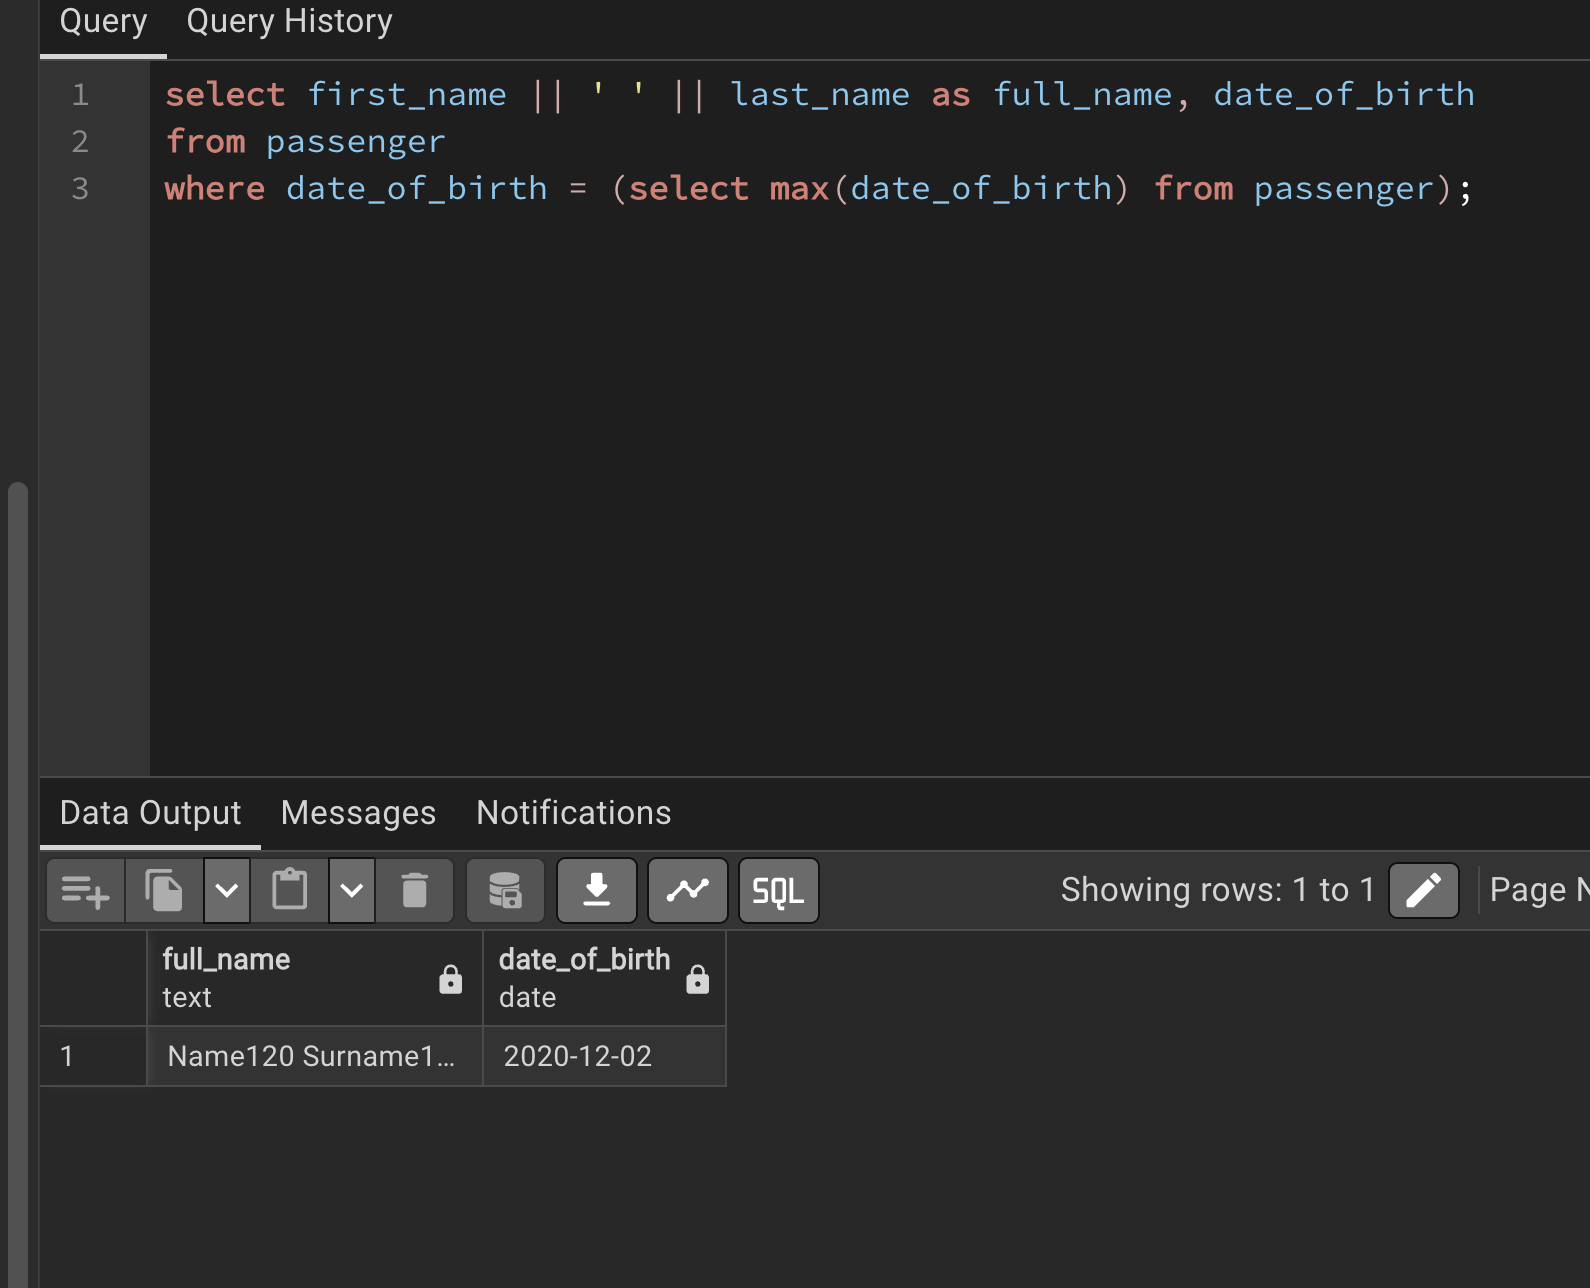 Query Query History
1 select first_name || ' ' || last_name as full_name, date_of_birth
2 from passenger
3 where date_of_birth = (select max(date_of_birth) from passenger);
Data Output Messages Notifications
SQL Showing rows: 1 to 1 Page N
full_name date_of_birth
text date
1 Name120 Surname1... 2020-12-02